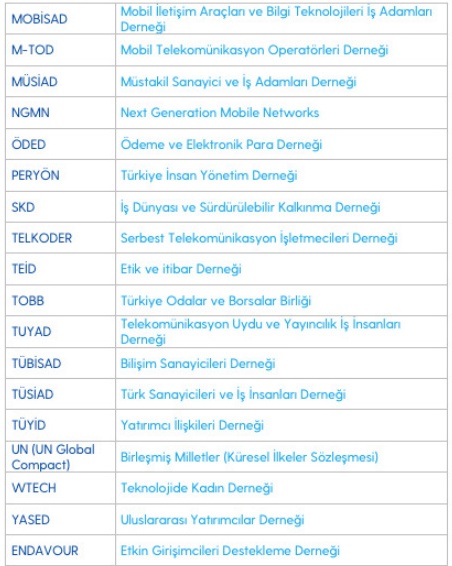 MOBİSAD
Mobil İletişim Araçları ve Bilgi Teknolojileri İş Adamları
Derneği
M-TOD
Mobil Telekomünikasyon Operatörleri Derneği
MÜSİAD
Müstakil Sanayici ve İş Adamları Derneği
NGMN
Next Generation Mobile Networks
ÖDED
Ödeme ve Elektronik Para Derneği
PERYÖN
Türkiye İnsan Yönetim Derneği
SKD
İş Dünyası ve Sürdürülebilir Kalkınma Derneği
TELKODER
Serbest Telekomünikasyon İşletmecileri Derneği
TEİD
Etik ve itibar Derneği
TOBB
Türkiye Odalar ve Borsalar Birliği
TUYAD
Telekomünikasyon Uydu ve Yayıncılık İş İnsanları
Derneği
TÜBİSAD
Bilişim Sanayicileri Derneği
TÜSİAD
Türk Sanayicileri ve İş İnsanları Derneği
TÜYİD
Yatırımcı İlişkileri Derneği
UN (UN Global
Compact)
Birleşmiş Milletler (Küresel İlkeler Sözleşmesi)
WTECH
Teknolojide Kadın Derneği
YASED
Uluslararası Yatırımcılar Derneği
ENDAVOUR
Etkin Girişimcileri Destekleme Derneği